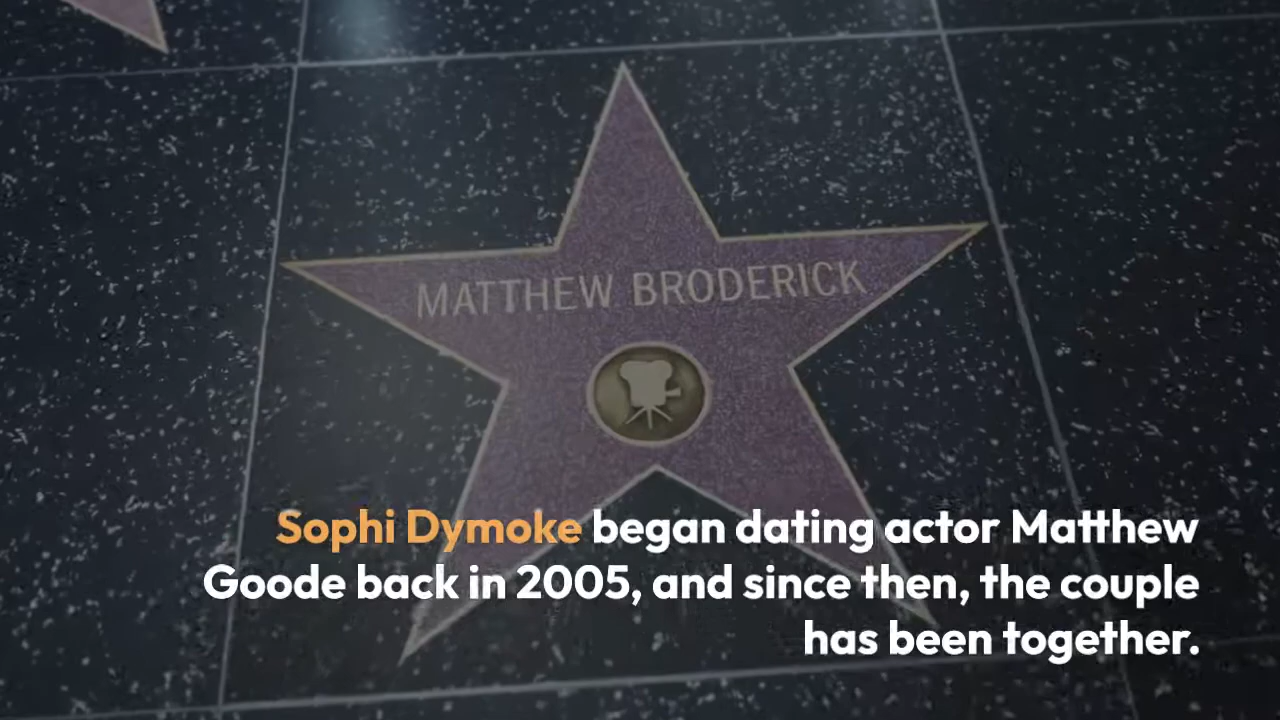 MATTHEW BRODERICK
Sophi Dymoke began dating actor Matthew
Goode back in 2005, and since then, the couple
has been together.